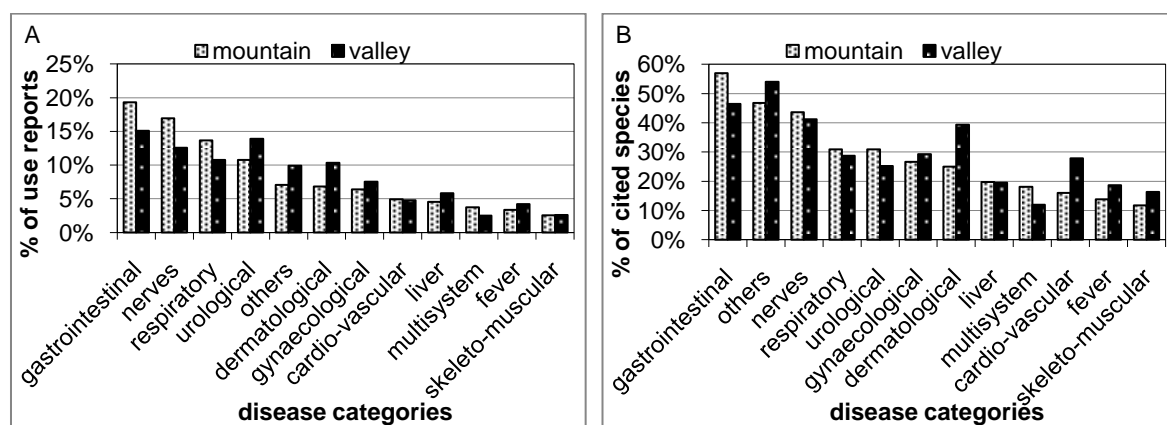 A
mountain valley
% of use reports
25%
20%
15%
10%
5%
0%
gastrointestinal
nerves
respiratory
urological
others
dermatological
gynaecological
cardio-vascular
liver
multisystem
fever
skeleto-muscular
disease categories
B
mountain valley
% of cited species
60%
50%
40%
30%
20%
10%
0%
gastrointestinal
others
nerves
respiratory
urological
gynaecological
dermatological
liver
multisystem
cardio-vascular
fever
skeleto-muscular
disease categories